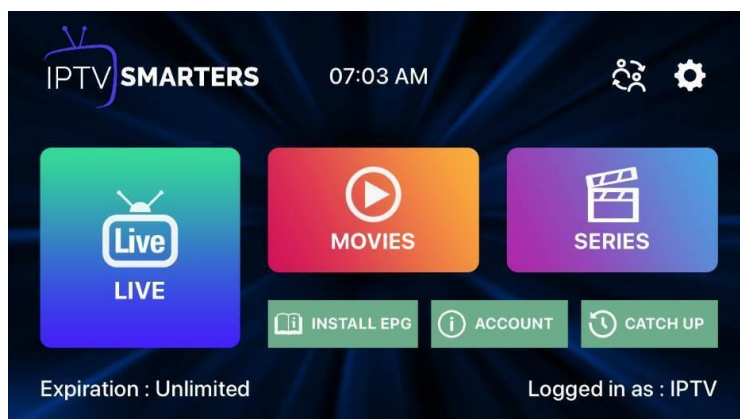 IPTV SMARTERS
07:03 AM
Live
LIVE
MOVIES
SERIES
INSTALL EPG
ACCOUNT
CATCH UP
Expiration : Unlimited
Logged in as : IPTV